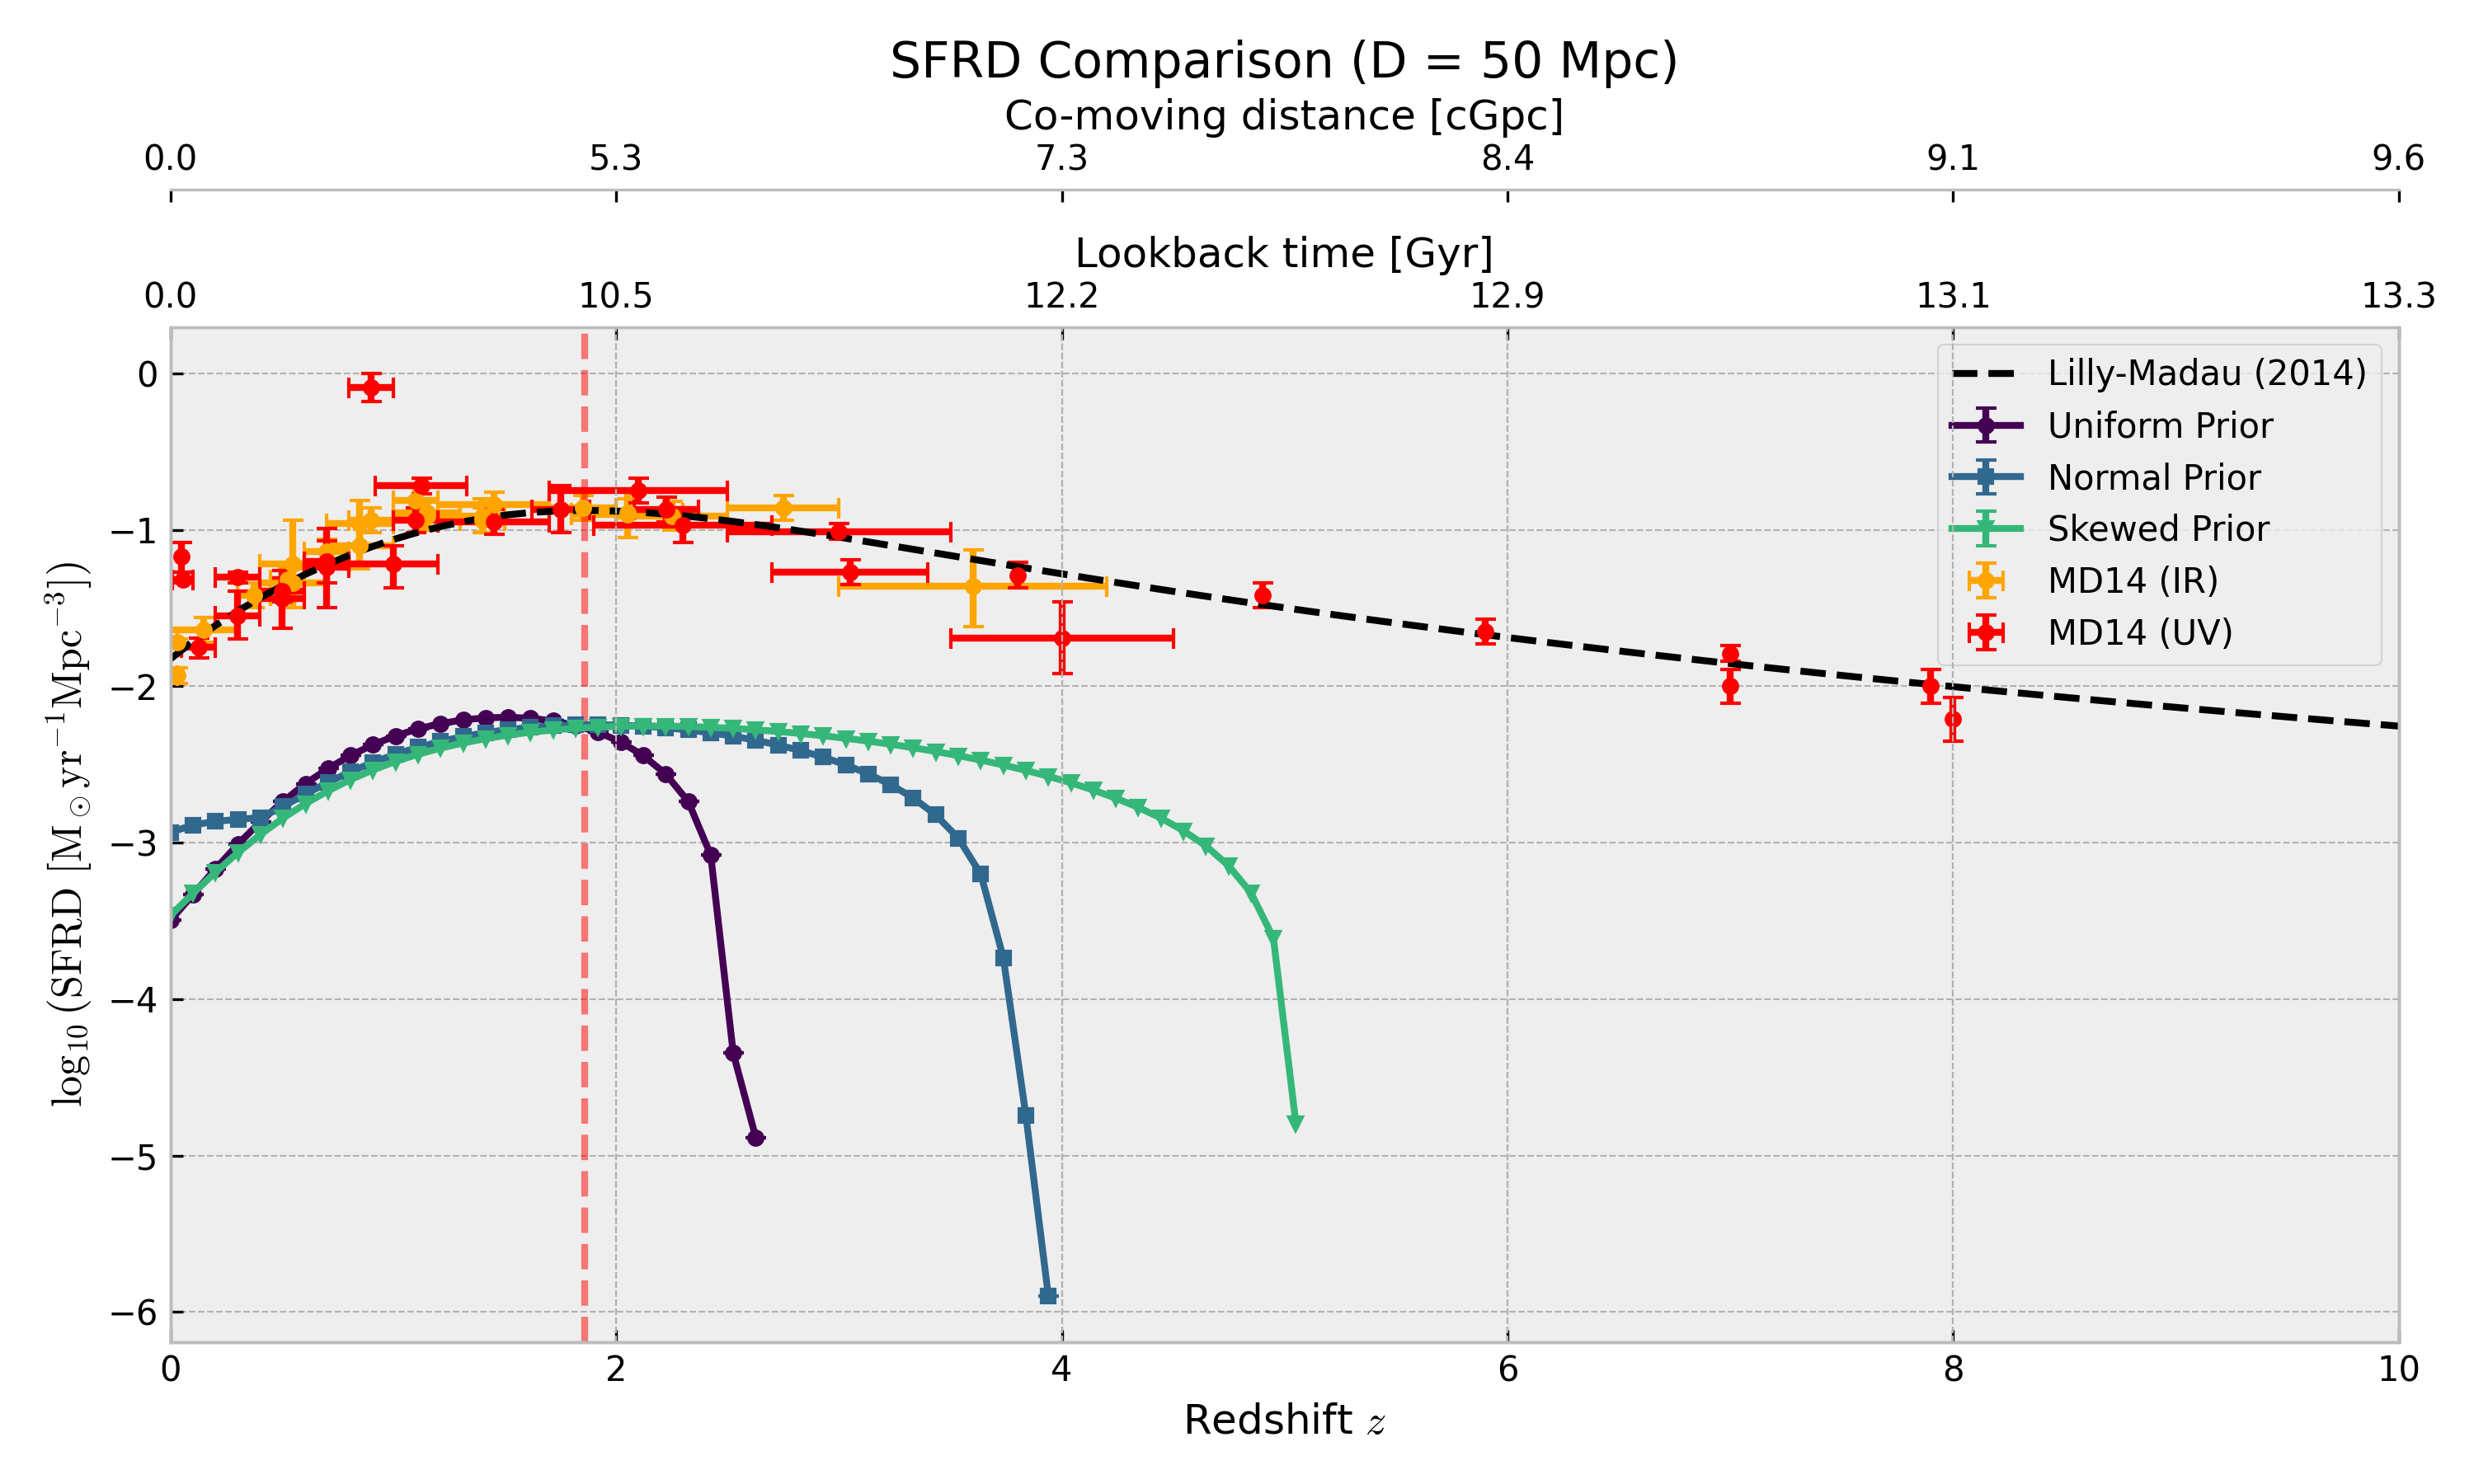 SFRD Comparison (D = 50 Mpc)
Co-moving distance [cGpc]
0.0 5.3 7.3 8.4 9.1 9.6
Lookback time [Gyr]
0.0 10.5 12.2 12.9 13.1 13.3
Lilly-Madau (2014)
Uniform Prior
Normal Prior
Skewed Prior
MD14 (IR)
MD14 (UV)
log₁₀(SFRD [M⊙yr⁻¹Mpc⁻³])
0
−1
−2
−3
−4
−5
−6
0 2 4 6 8 10
Redshift z